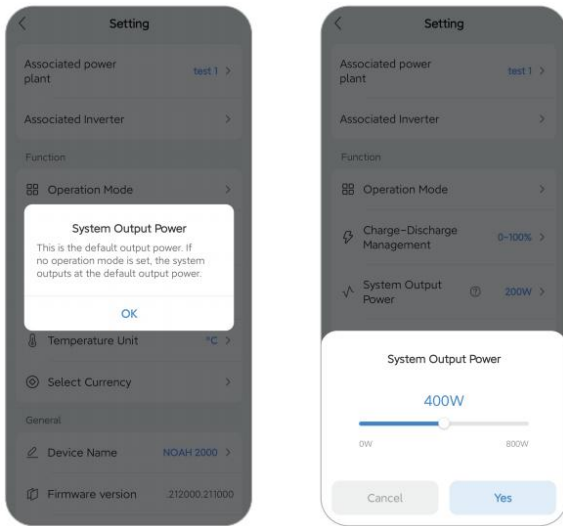 Setting
Associated power
plant
test 1
Associated Inverter
Function
Operation Mode
System Output Power
This is the default output power. If
no operation mode is set, the system
outputs at the default output power.
OK
Temperature Unit
°C
Select Currency
General
Device Name
NOAH 2000
Firmware version
.212000.211000
Setting
Associated power
plant
test 1
Associated Inverter
Function
Operation Mode
Charge-Discharge
Management
0~100%
System Output
Power
200W
System Output Power
400W
0W
800W
Cancel
Yes